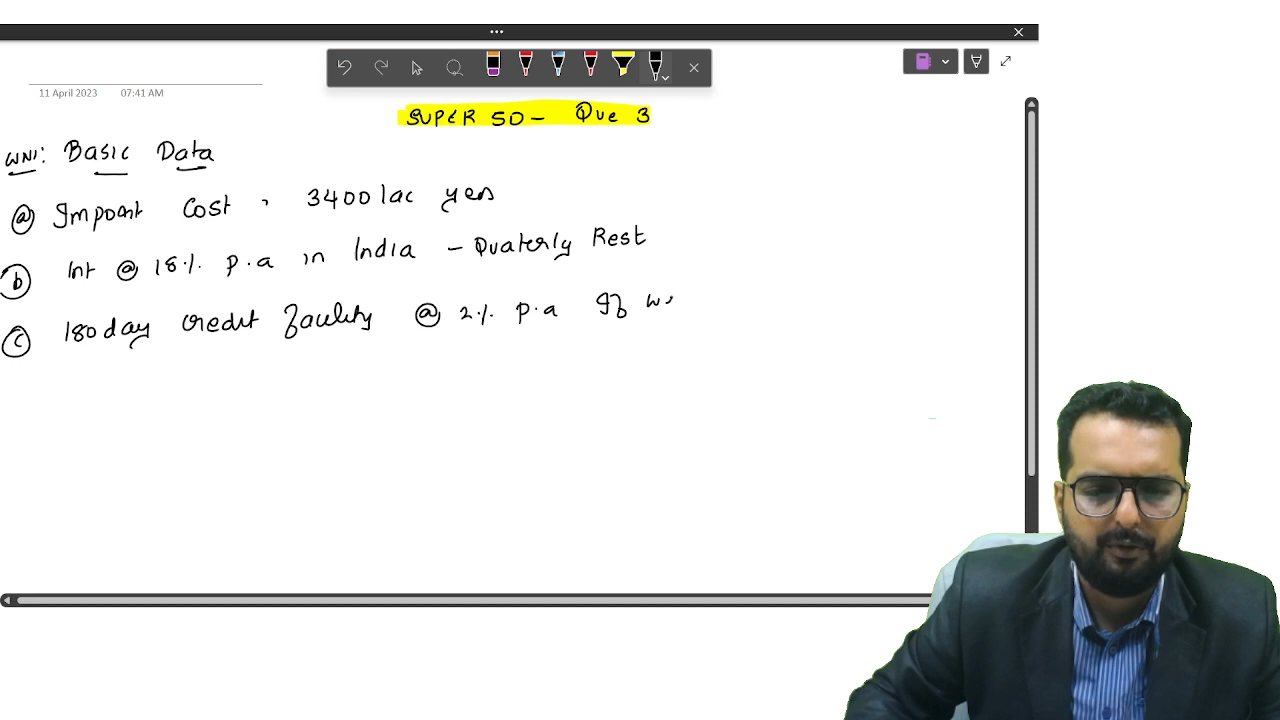 11 April 2023 07:41 AM
SUPER 50 - Que 3
WN1: Basic Data
(a) Import Cost = 3400 lac yen
(b) Int @ 18% p.a in India - Quaterly Rest
(c) 180 day credit facility @ 2% p.a If